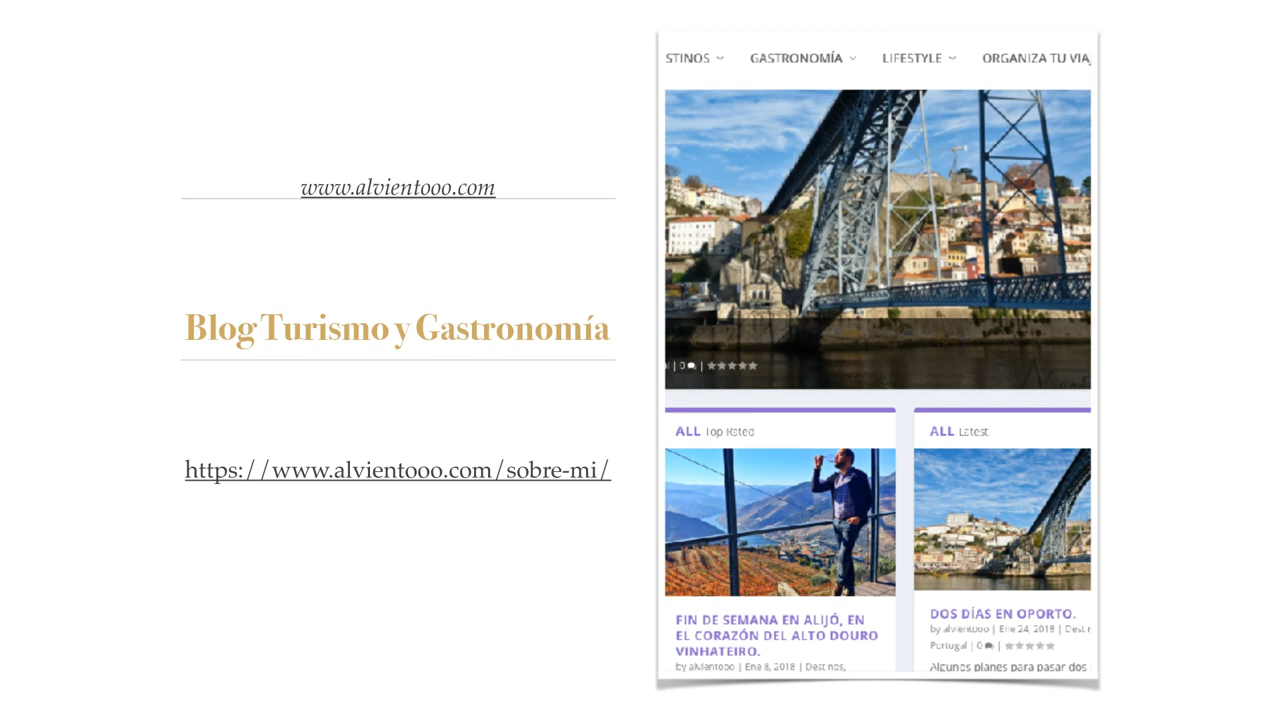 www.alvientooo.com
Blog Turismo y Gastronomía
https://www.alvientooo.com/sobre-mi/
STINOS GASTRONOMÍA LIFESTYLE ORGANIZA TU VIAJ
| 0 |
ALL Top Rated
FIN DE SEMANA EN ALIJÓ, EN
EL CORAZÓN DEL ALTO DOURO
VINHATEIRO.
by alvientooo | Ene 8, 2018 | Destinos,
ALL Latest
DOS DÍAS EN OPORTO.
by alvientooo | Ene 24, 2018 | Destin
Portugal | 0 |
Algunos planes para pasar dos